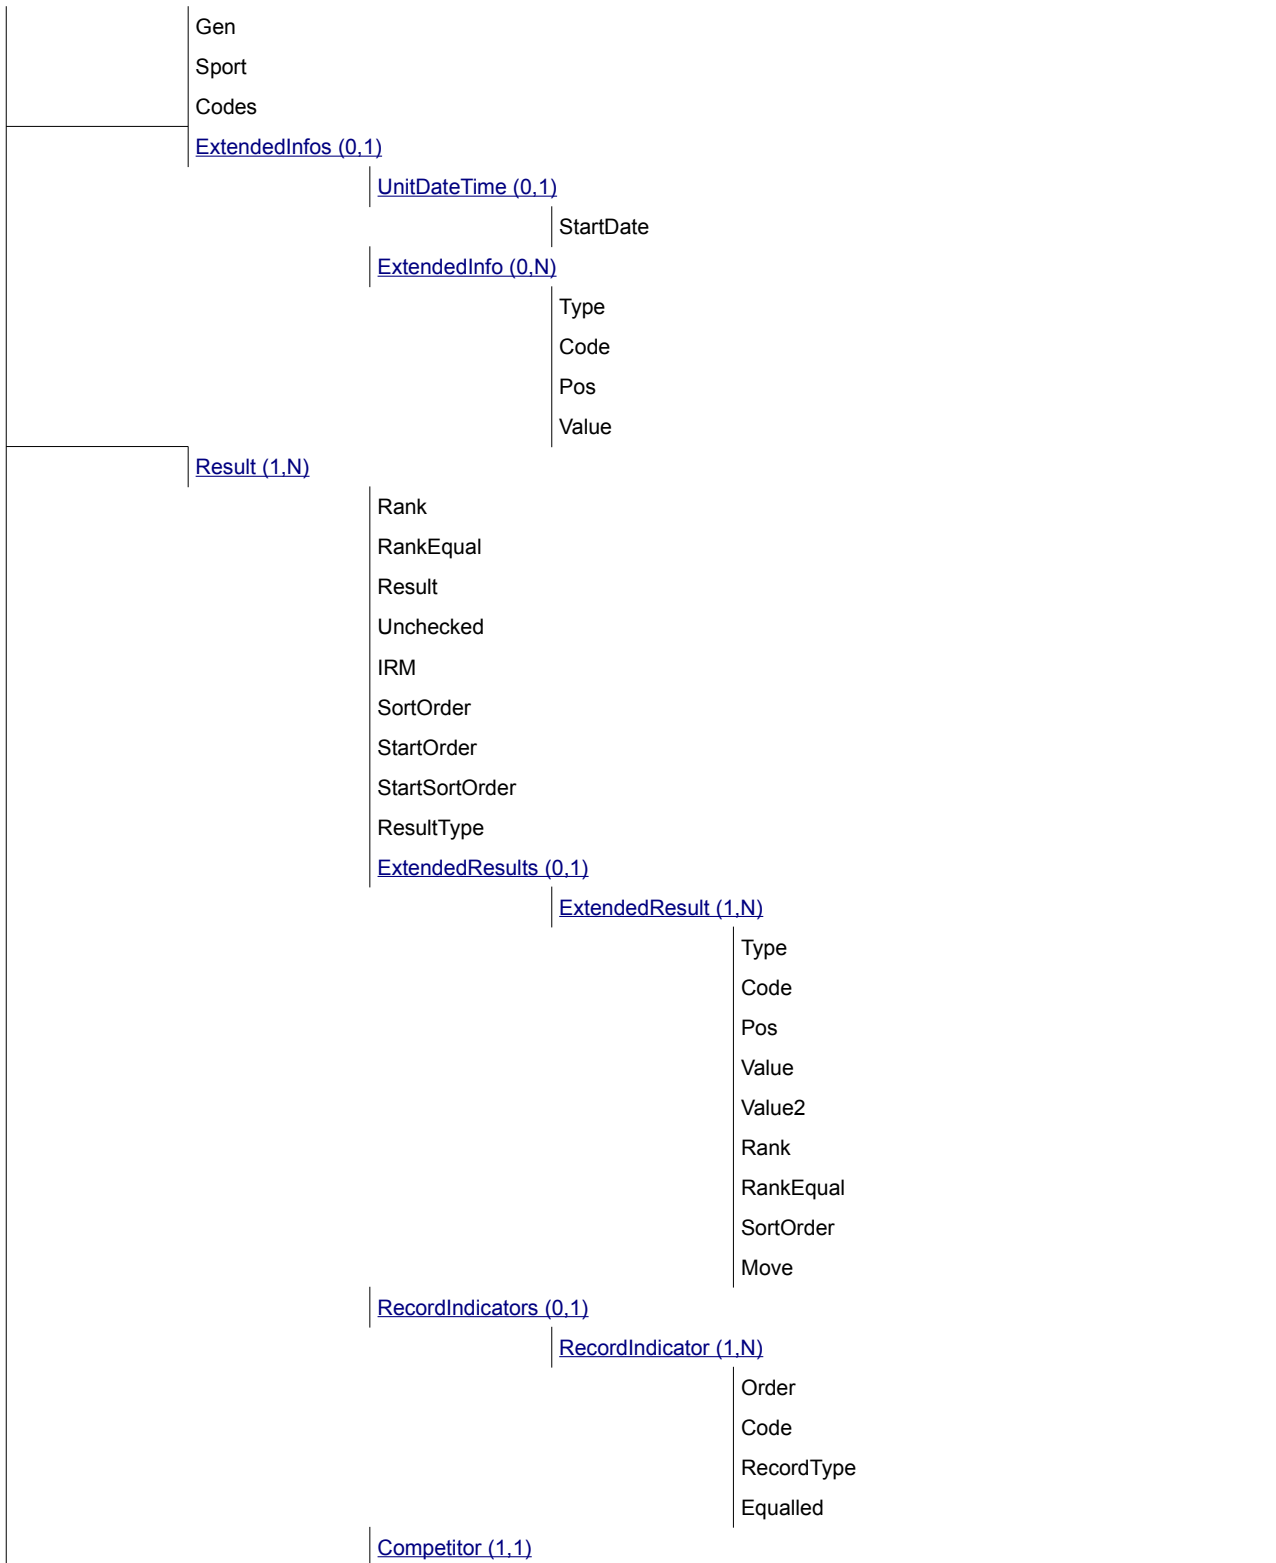 Gen
Sport
Codes
ExtendedInfos (0,1)
UnitDateTime (0,1)
StartDate
ExtendedInfo (0,N)
Type
Code
Pos
Value
Result (1,N)
Rank
RankEqual
Result
Unchecked
IRM
SortOrder
StartOrder
StartSortOrder
ResultType
ExtendedResults (0,1)
ExtendedResult (1,N)
Type
Code
Pos
Value
Value2
Rank
RankEqual
SortOrder
Move
RecordIndicators (0,1)
RecordIndicator (1,N)
Order
Code
RecordType
Equalled
Competitor (1,1)